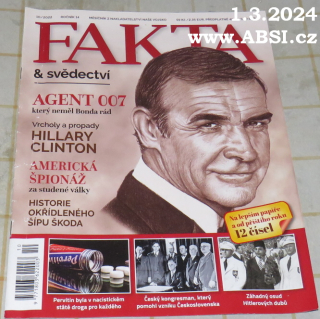 1.3.2024
www.ABSI.cz
FAKTA
& svědectví
AGENT 007
který neměl Bonda rád
Vrcholy a propady
HILLARY
CLINTON
AMERICKÁ
ŠPIONÁŽ
za studené války
HISTORIE
OKŘÍDLENÉHO
ŠÍPU ŠKODA
Na lepším papíře
a od příštího roku
12 čísel
Pervitin
Pervitin byla v nacistickém
státě droga pro každého
Český kongresman, který
pomohl vzniku Československa
Záhadný osud
Hitlerových dubů